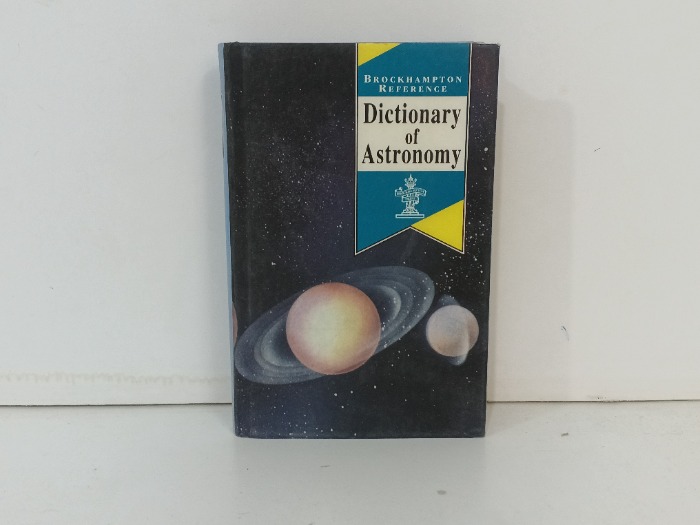 BROCKHAMPTON
REFERENCE
Dictionary
of
Astronomy